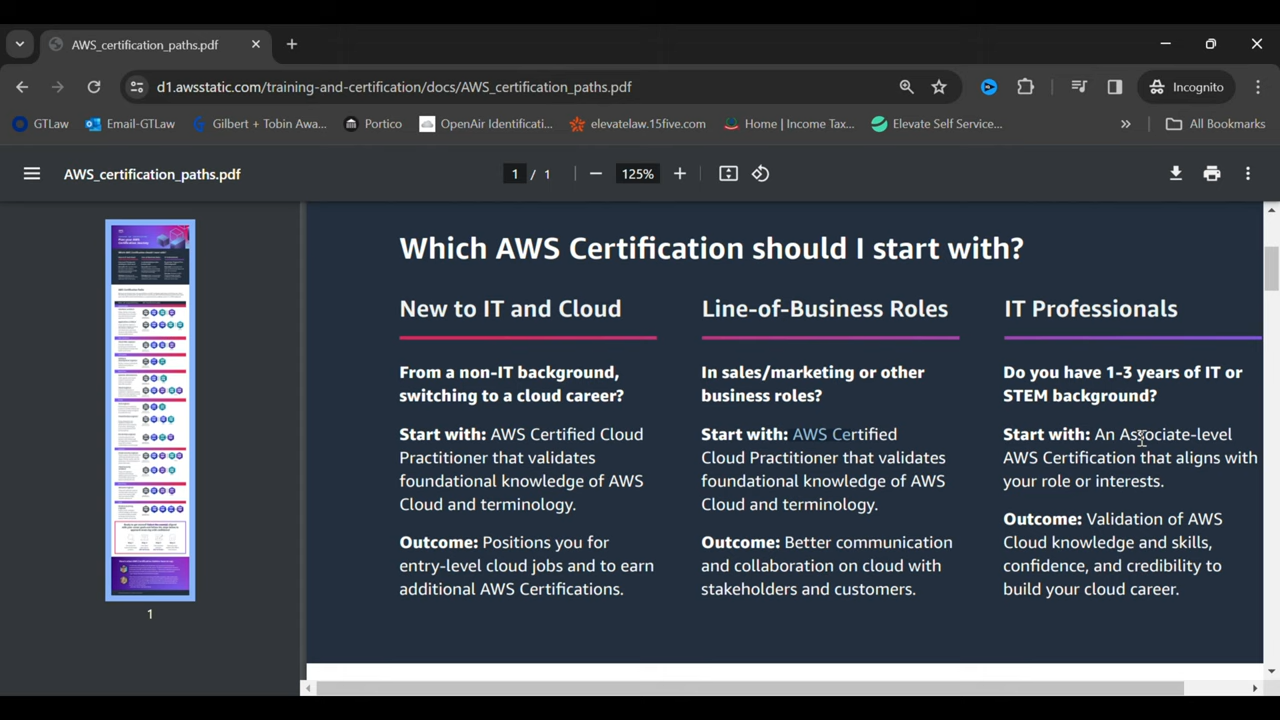 AWS_certification_paths.pdf
d1.awsstatic.com/training-and-certification/docs/AWS_certification_paths.pdf
Incognito
GTLaw
Email-GTLaw
Gilbert + Tobin Awa...
Portico
OpenAir Identificati...
elevatelaw.15five.com
Home | Income Tax...
Elevate Self Service...
»
All Bookmarks
AWS_certification_paths.pdf
1 / 1
125%
Which AWS Certification should I start with?
New to IT and Cloud
From a non-IT background,
switching to a cloud career?
Start with: AWS Certified Cloud
Practitioner that validates
foundational knowledge of AWS
Cloud and terminology.
Outcome: Positions you for
entry-level cloud jobs and to earn
additional AWS Certifications.
Line-of-Business Roles
In sales/marketing or other
business roles?
Start with: AWS Certified
Cloud Practitioner that validates
foundational knowledge of AWS
Cloud and terminology.
Outcome: Better communication
and collaboration on cloud with
stakeholders and customers.
IT Professionals
Do you have 1-3 years of IT or
STEM background?
Start with: An Associate-level
AWS Certification that aligns with
your role or interests.
Outcome: Validation of AWS
Cloud knowledge and skills,
confidence, and credibility to
build your cloud career.
1